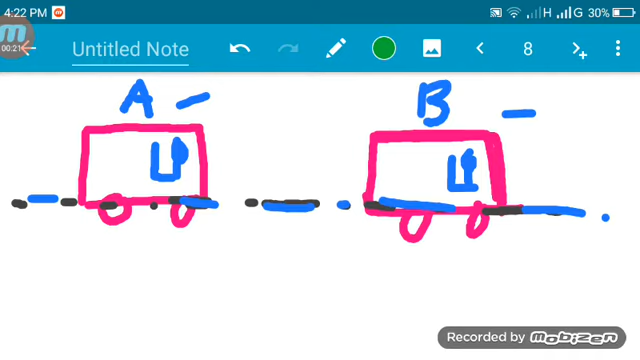 4:22 PM H G 30%
00:21 Untitled Note 8
A - B -
Recorded by mobizen